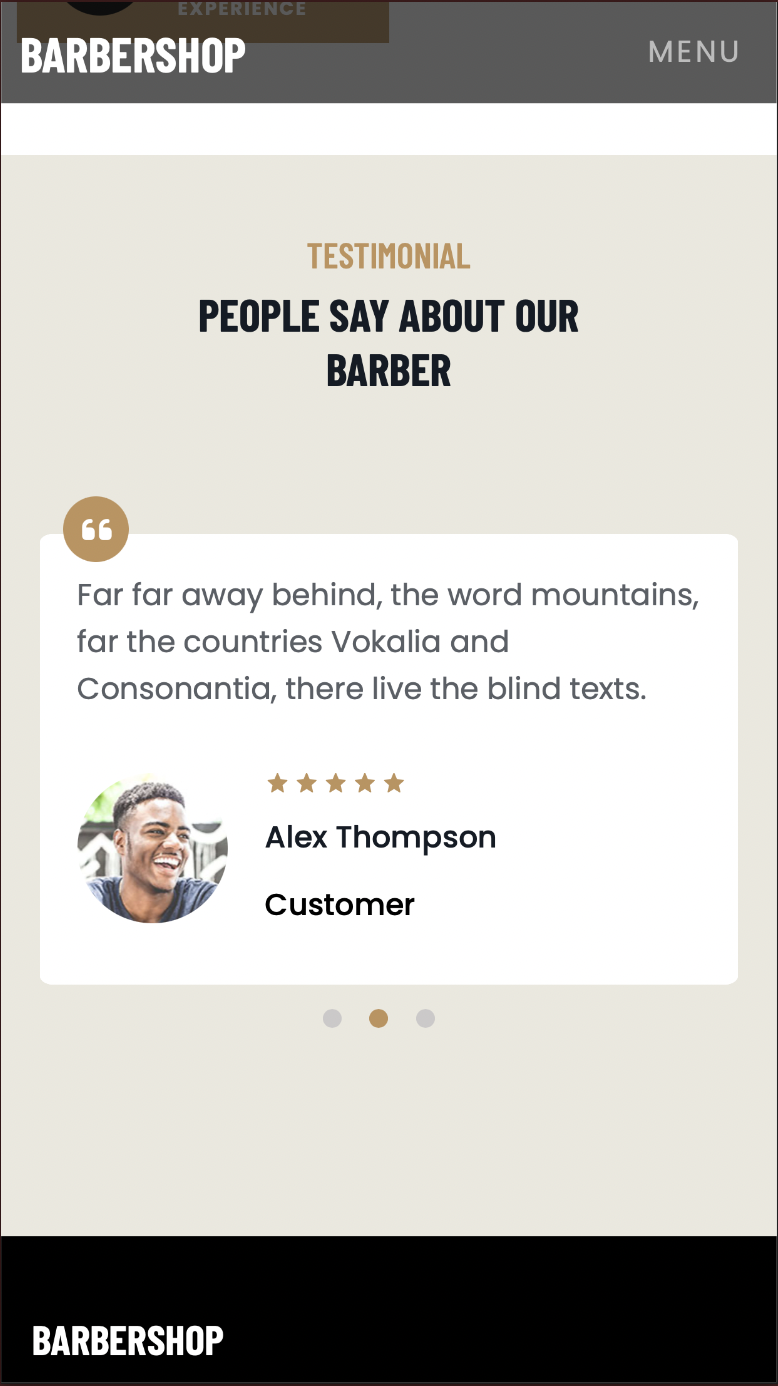 EXPERIENCE
BARBERSHOP
MENU
TESTIMONIAL
PEOPLE SAY ABOUT OUR
BARBER
Far far away behind, the word mountains,
far the countries Vokalia and
Consonantia, there live the blind texts.
Alex Thompson
Customer
BARBERSHOP